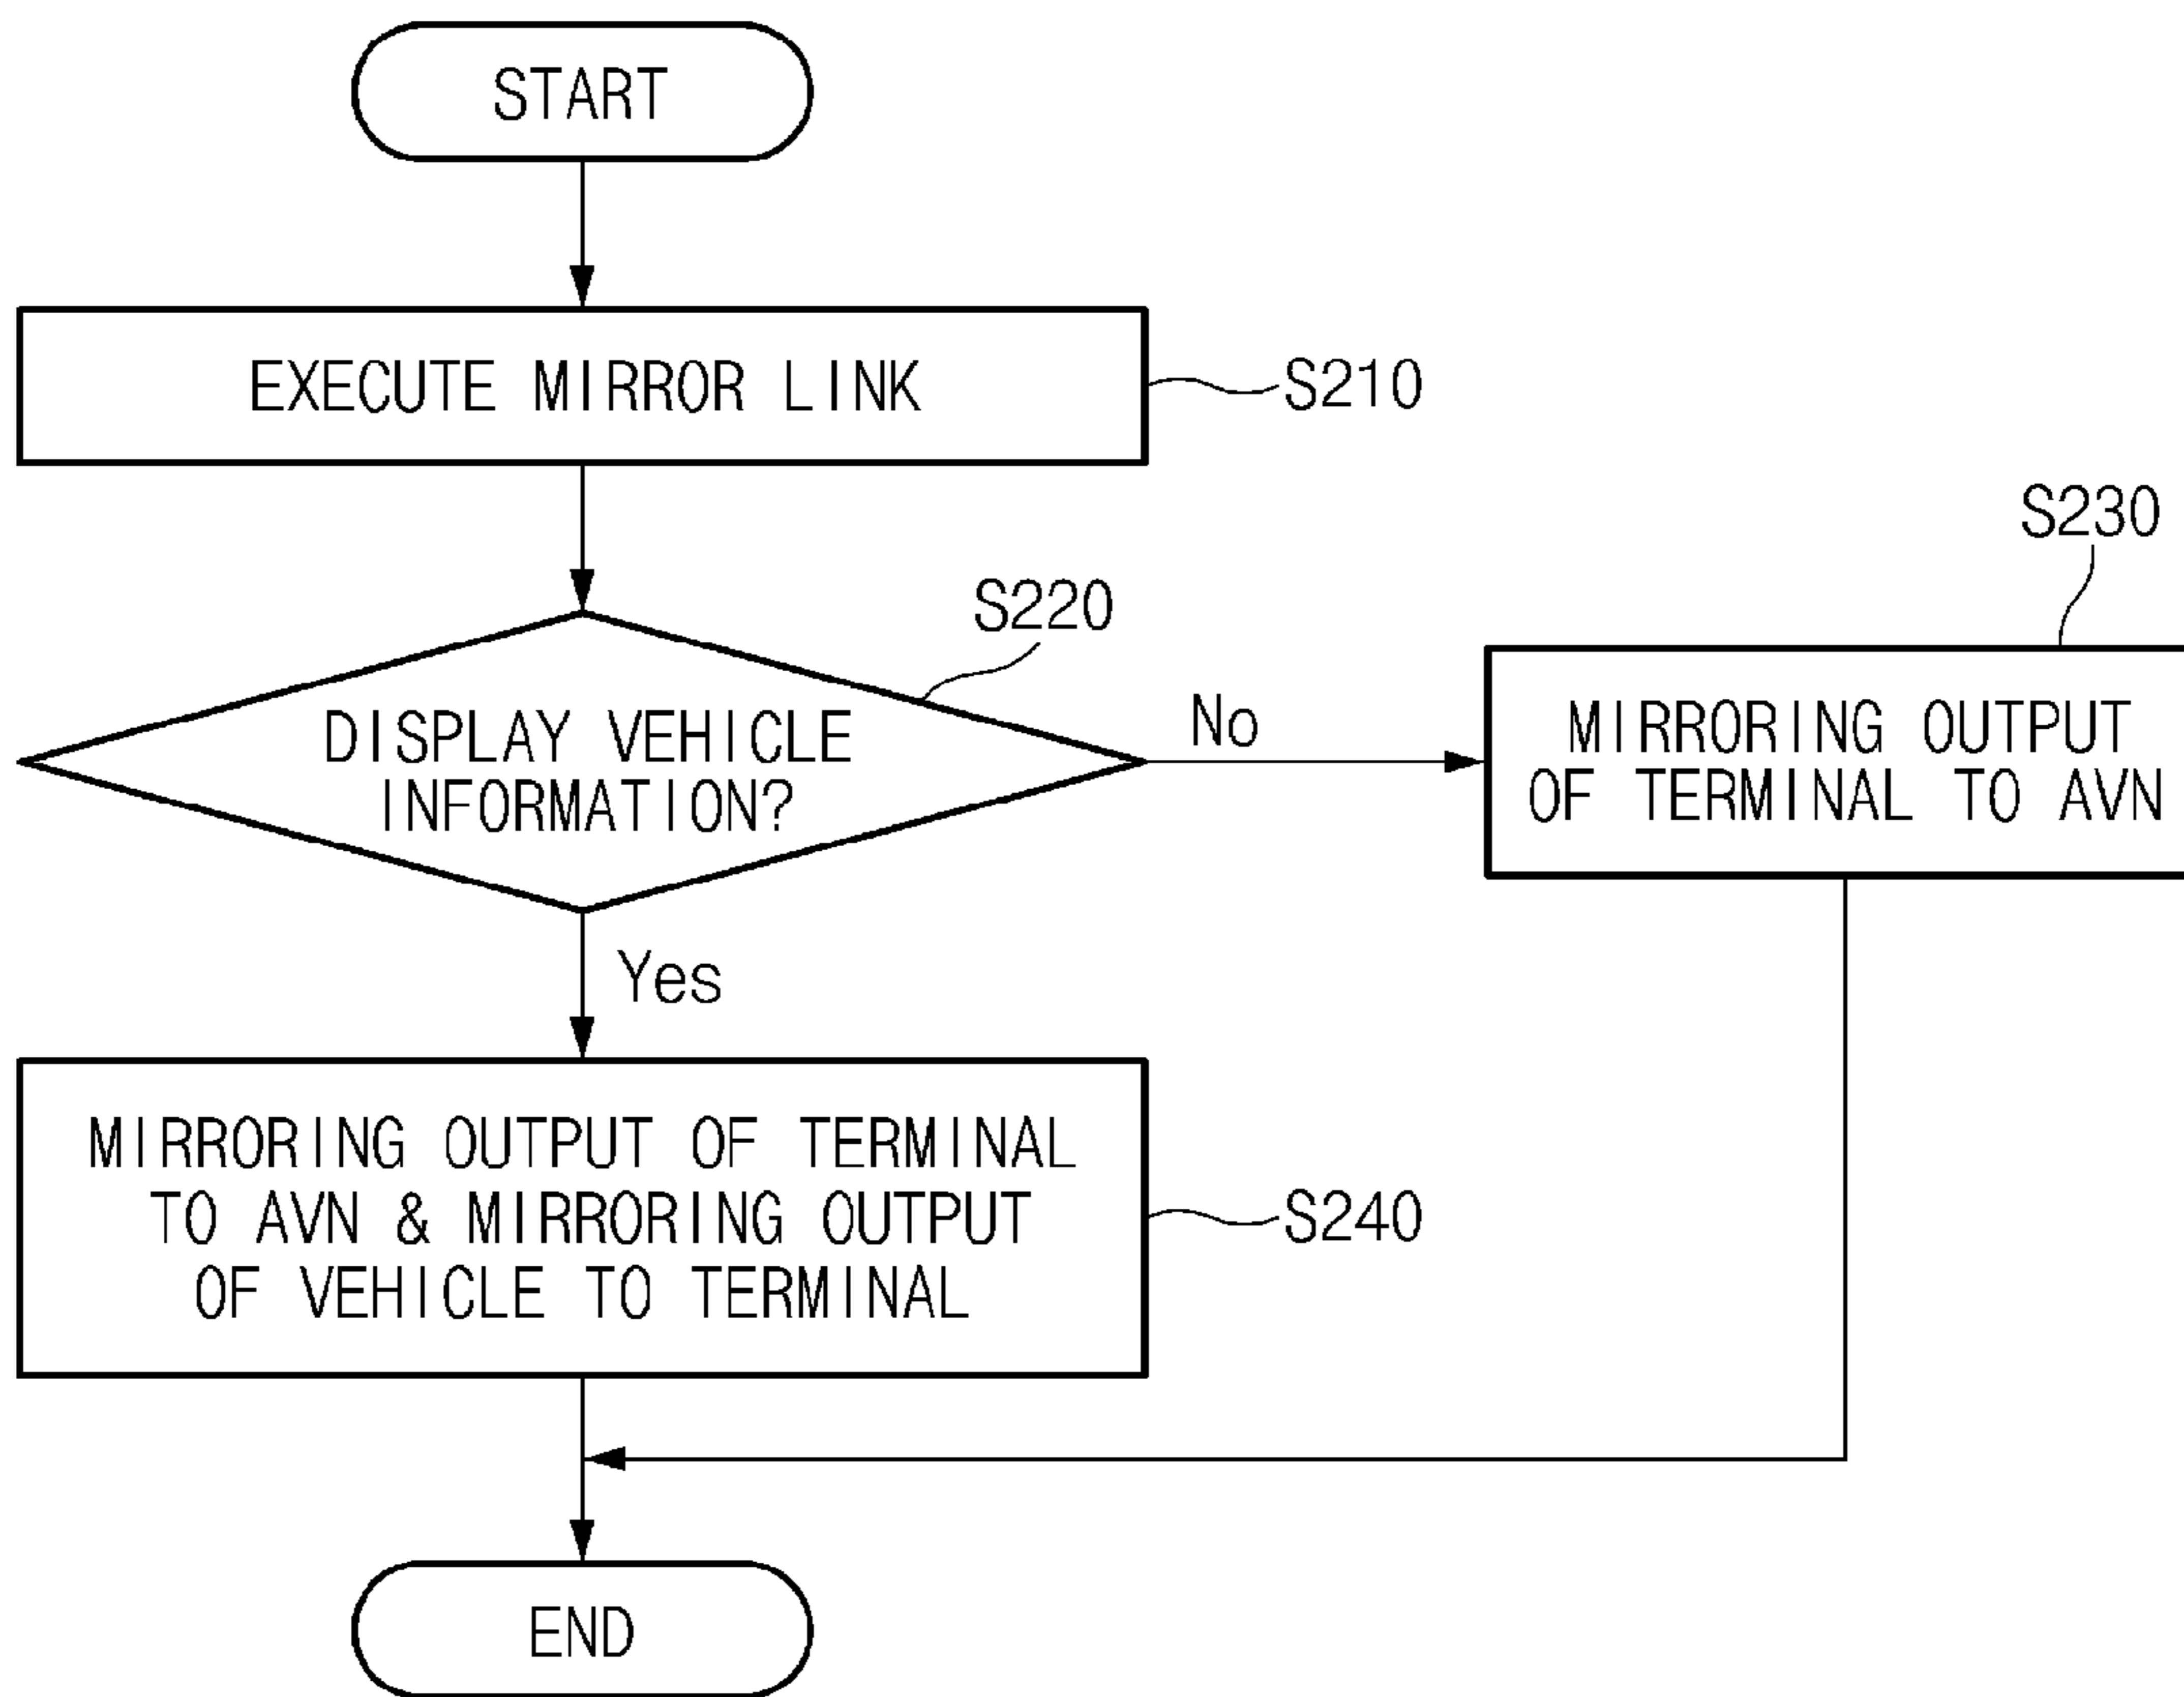 START
EXECUTE MIRROR LINK
S210
S220
DISPLAY VEHICLE
INFORMATION?
No
S230
MIRRORING OUTPUT
OF TERMINAL TO AVN
Yes
MIRRORING OUTPUT OF TERMINAL
TO AVN & MIRRORING OUTPUT
OF VEHICLE TO TERMINAL
S240
END